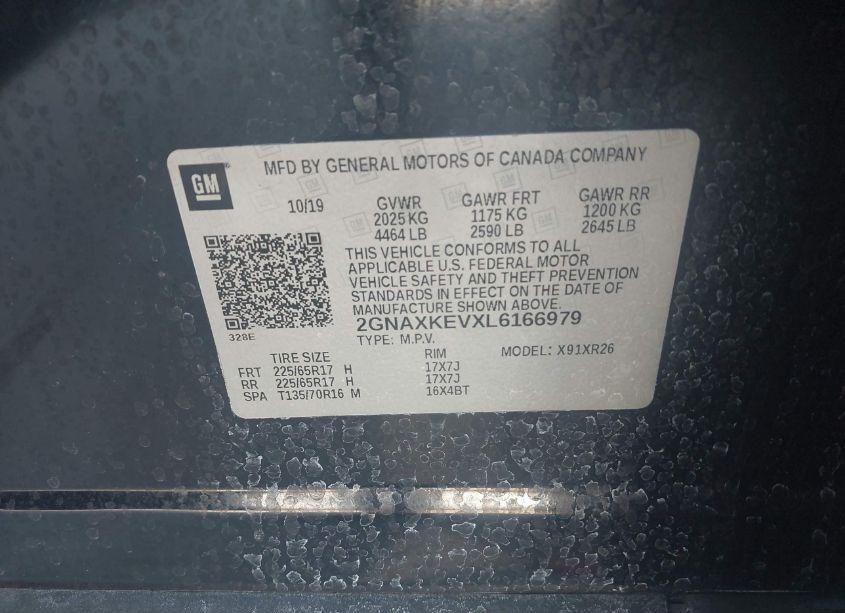 MFD BY GENERAL MOTORS OF CANADA COMPANY
GM
10/19 GVWR GAWR FRT GAWR RR
2025 KG 1175 KG 1200 KG
4464 LB 2590 LB 2645 LB
THIS VEHICLE CONFORMS TO ALL
APPLICABLE U.S. FEDERAL MOTOR
VEHICLE SAFETY AND THEFT PREVENTION
STANDARDS IN EFFECT ON THE DATE OF
MANUFACTURE SHOWN ABOVE.
2GNAXKEVXL6166979
328E
TYPE: M.P.V. MODEL: X91XR26
TIRE SIZE RIM
FRT 225/65R17 H 17X7J
RR 225/65R17 H 17X7J
SPA T135/70R16 M 16X4BT